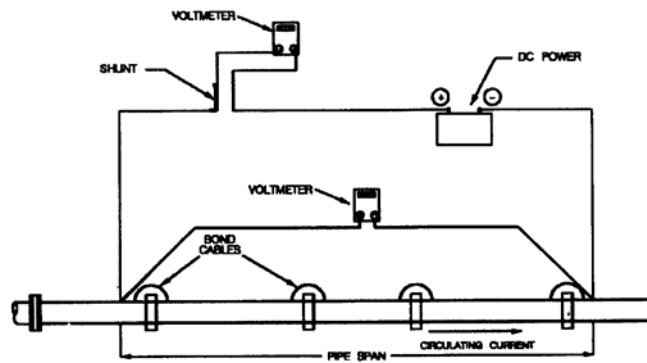 VOLTMETER
SHUNT
DC POWER
+
−
VOLTMETER
BOND
CABLES
CIRCULATING CURRENT
PIPE SPAN